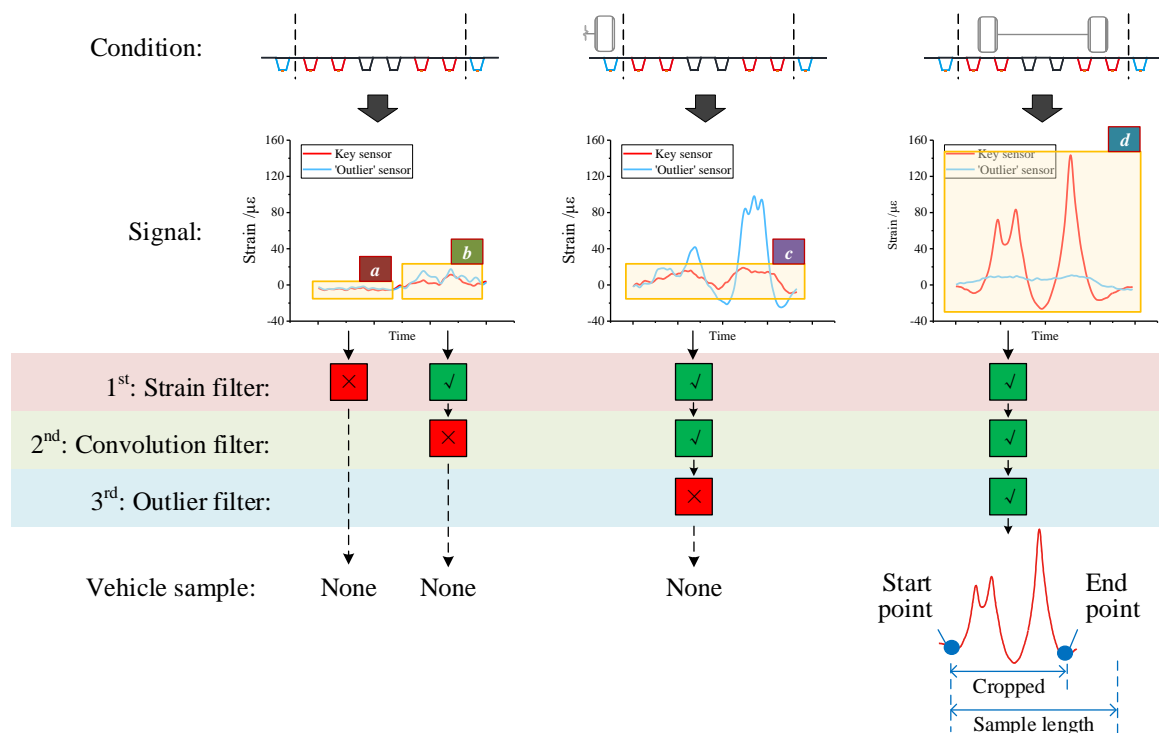 Condition:
Signal:
160
120
80
40
0
-40
Strain /με
Key sensor
'Outlier' sensor
a
b
Time
160
120
80
40
0
-40
Strain /με
Key sensor
'Outlier' sensor
c
Time
160
120
80
40
0
-40
Strain /με
Key sensor
'Outlier' sensor
d
Time
1st: Strain filter:
× √ √ √
2nd: Convolution filter:
× √ √
3rd: Outlier filter:
× √
Vehicle sample:
None
None
None
Start
point
End
point
Cropped
Sample length